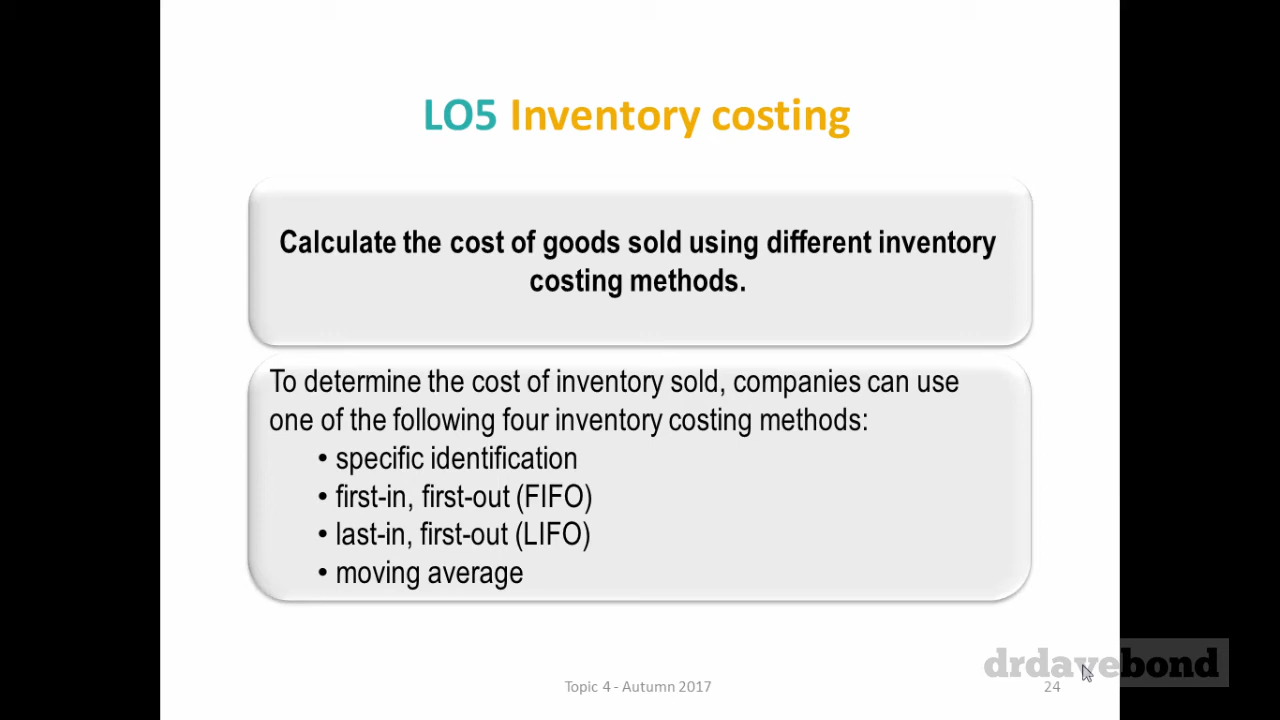 LO5 Inventory costing
Calculate the cost of goods sold using different inventory
costing methods.
To determine the cost of inventory sold, companies can use
one of the following four inventory costing methods:
• specific identification
• first-in, first-out (FIFO)
• last-in, first-out (LIFO)
• moving average
drdavebond
Topic 4 - Autumn 2017
24